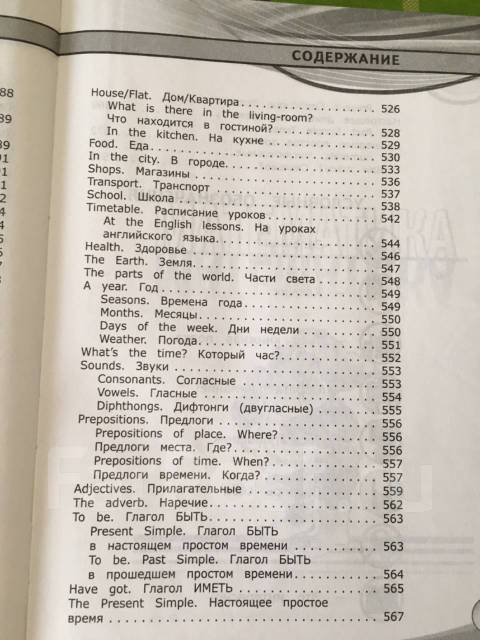 СОДЕРЖАНИЕ
House/Flat. Дом/Квартира. . . . . . . . . . . . . . . . . . 526
What is there in the living-room?
Что находится в гостиной?. . . . . . . . . . . . . . . . 528
In the kitchen. На кухне . . . . . . . . . . . . . . . . 529
Food. Еда. . . . . . . . . . . . . . . . . . . . . . . . 530
In the city. В городе. . . . . . . . . . . . . . . . . . 533
Shops. Магазины . . . . . . . . . . . . . . . . . . . . 536
Transport. Транспорт . . . . . . . . . . . . . . . . . . 537
School. Школа . . . . . . . . . . . . . . . . . . . . . 538
Timetable. Расписание уроков. . . . . . . . . . . . . . 542
At the English lessons. На уроках
английского языка. . . . . . . . . . . . . . . . . . . . 544
Health. Здоровье . . . . . . . . . . . . . . . . . . . . 546
The Earth. Земля. . . . . . . . . . . . . . . . . . . . 547
The parts of the world. Части света . . . . . . . . . . 548
A year. Год . . . . . . . . . . . . . . . . . . . . . . 549
Seasons. Времена года. . . . . . . . . . . . . . . . . . 549
Months. Месяцы . . . . . . . . . . . . . . . . . . . . . 550
Days of the week. Дни недели . . . . . . . . . . . . . . 550
Weather. Погода. . . . . . . . . . . . . . . . . . . . . 551
What's the time? Который час?. . . . . . . . . . . . . . 552
Sounds. Звуки . . . . . . . . . . . . . . . . . . . . . 553
Consonants. Согласные . . . . . . . . . . . . . . . . . 553
Vowels. Гласные . . . . . . . . . . . . . . . . . . . . 554
Diphthongs. Дифтонги (двугласные) . . . . . . . . . . . 555
Prepositions. Предлоги . . . . . . . . . . . . . . . . . 556
Prepositions of place. Where? . . . . . . . . . . . . . 556
Предлоги места. Где?. . . . . . . . . . . . . . . . . . 556
Prepositions of time. When? . . . . . . . . . . . . . . 557
Предлоги времени. Когда? . . . . . . . . . . . . . . . . 557
Adjectives. Прилагательные . . . . . . . . . . . . . . . 559
The adverb. Наречие. . . . . . . . . . . . . . . . . . . 562
To be. Глагол БЫТЬ . . . . . . . . . . . . . . . . . . . 563
Present Simple. Глагол БЫТЬ
в настоящем простом времени . . . . . . . . . . . . . . 563
To be. Past Simple. Глагол БЫТЬ
в прошедшем простом времени. . . . . . . . . . . . . . . 564
Have got. Глагол ИМЕТЬ . . . . . . . . . . . . . . . . . 565
The Present Simple. Настоящее простое
время . . . . . . . . . . . . . . . . . . . . . . . . . 567